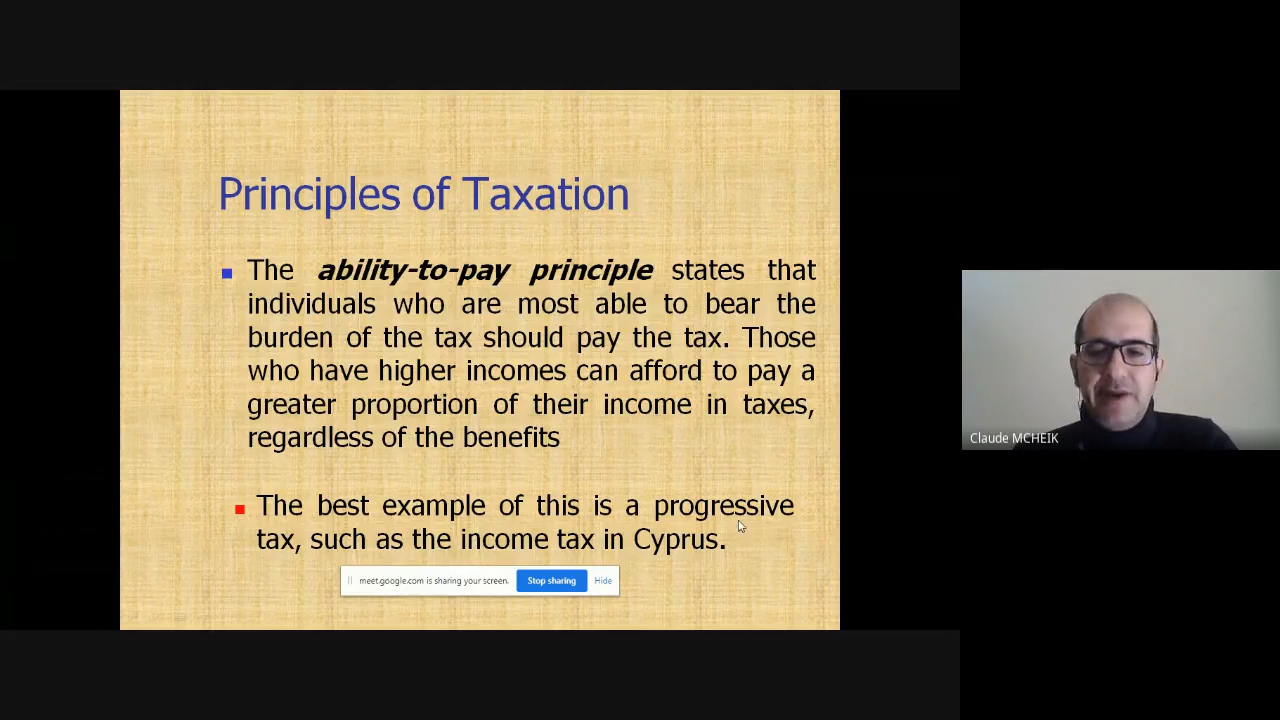 Principles of Taxation
The ability-to-pay principle states that
individuals who are most able to bear the
burden of the tax should pay the tax. Those
who have higher incomes can afford to pay a
greater proportion of their income in taxes,
regardless of the benefits
The best example of this is a progressive
tax, such as the income tax in Cyprus.
meet.google.com is sharing your screen. Stop sharing Hide
Claude MCHEIK